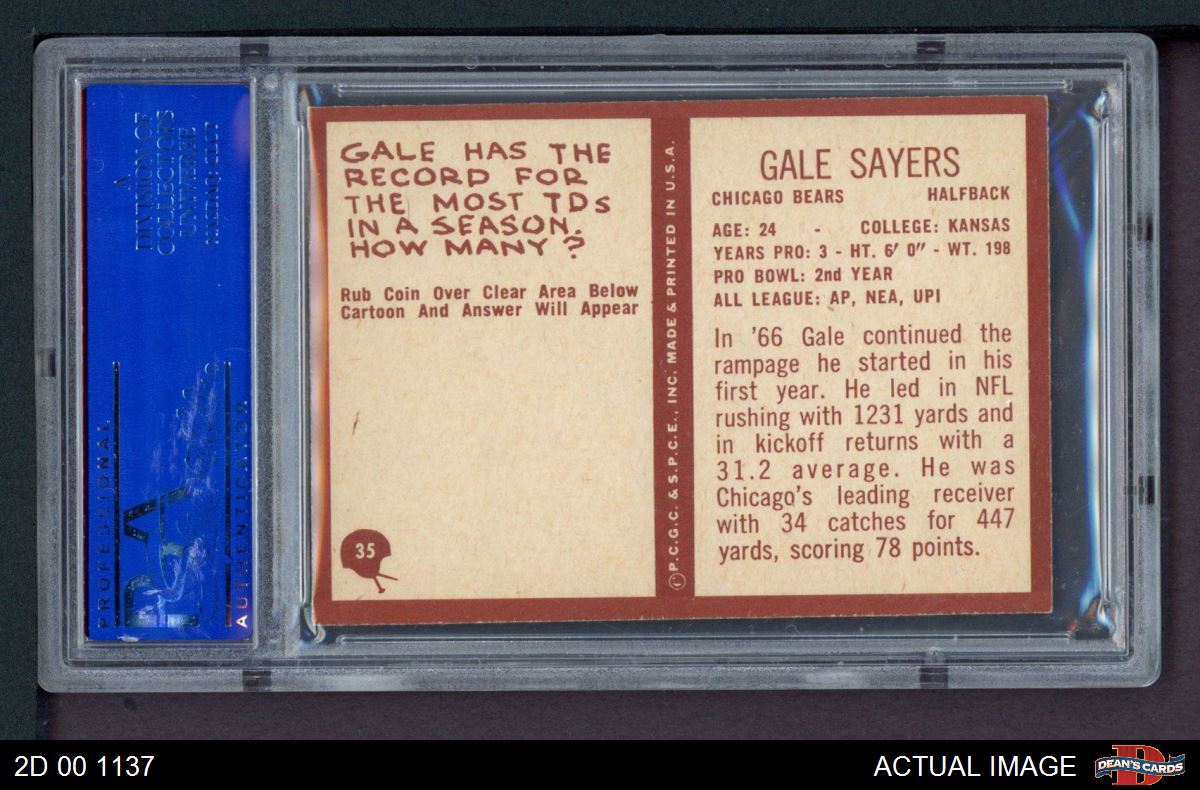 A
DIVISION OF
COLLECTORS
UNIVERSE
NASDAQ: CLCT
PROFESSIONAL
AUTHENTICATION
GALE HAS THE
RECORD FOR
THE MOST TDs
IN A SEASON.
HOW MANY?
Rub Coin Over Clear Area Below
Cartoon And Answer Will Appear
35
©P.C.G.C. & S.P.C.E., INC. MADE & PRINTED IN U.S.A.
GALE SAYERS
CHICAGO BEARS HALFBACK
AGE: 24 - COLLEGE: KANSAS
YEARS PRO: 3 - HT. 6' 0" - WT. 198
PRO BOWL: 2nd YEAR
ALL LEAGUE: AP, NEA, UPI
In '66 Gale continued the
rampage he started in his
first year. He led in NFL
rushing with 1231 yards and
in kickoff returns with a
31.2 average. He was
Chicago's leading receiver
with 34 catches for 447
yards, scoring 78 points.
2D 00 1137
ACTUAL IMAGE
DEAN'S CARDS